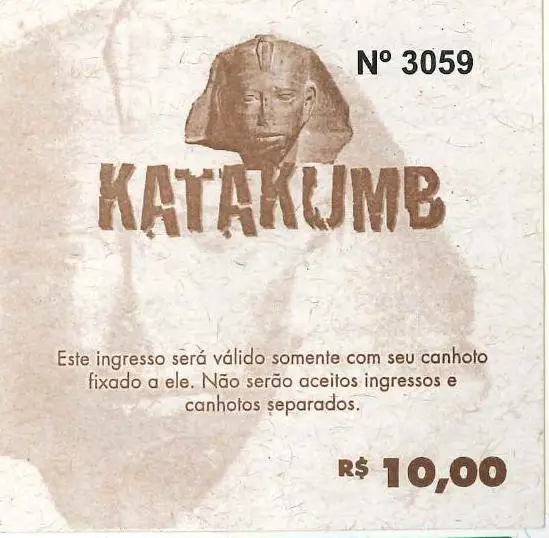 Nº 3059
KATAKUMB
Este ingresso será válido somente com seu canhoto
fixado a ele. Não serão aceitos ingressos e
canhotos separados.
R$ 10,00